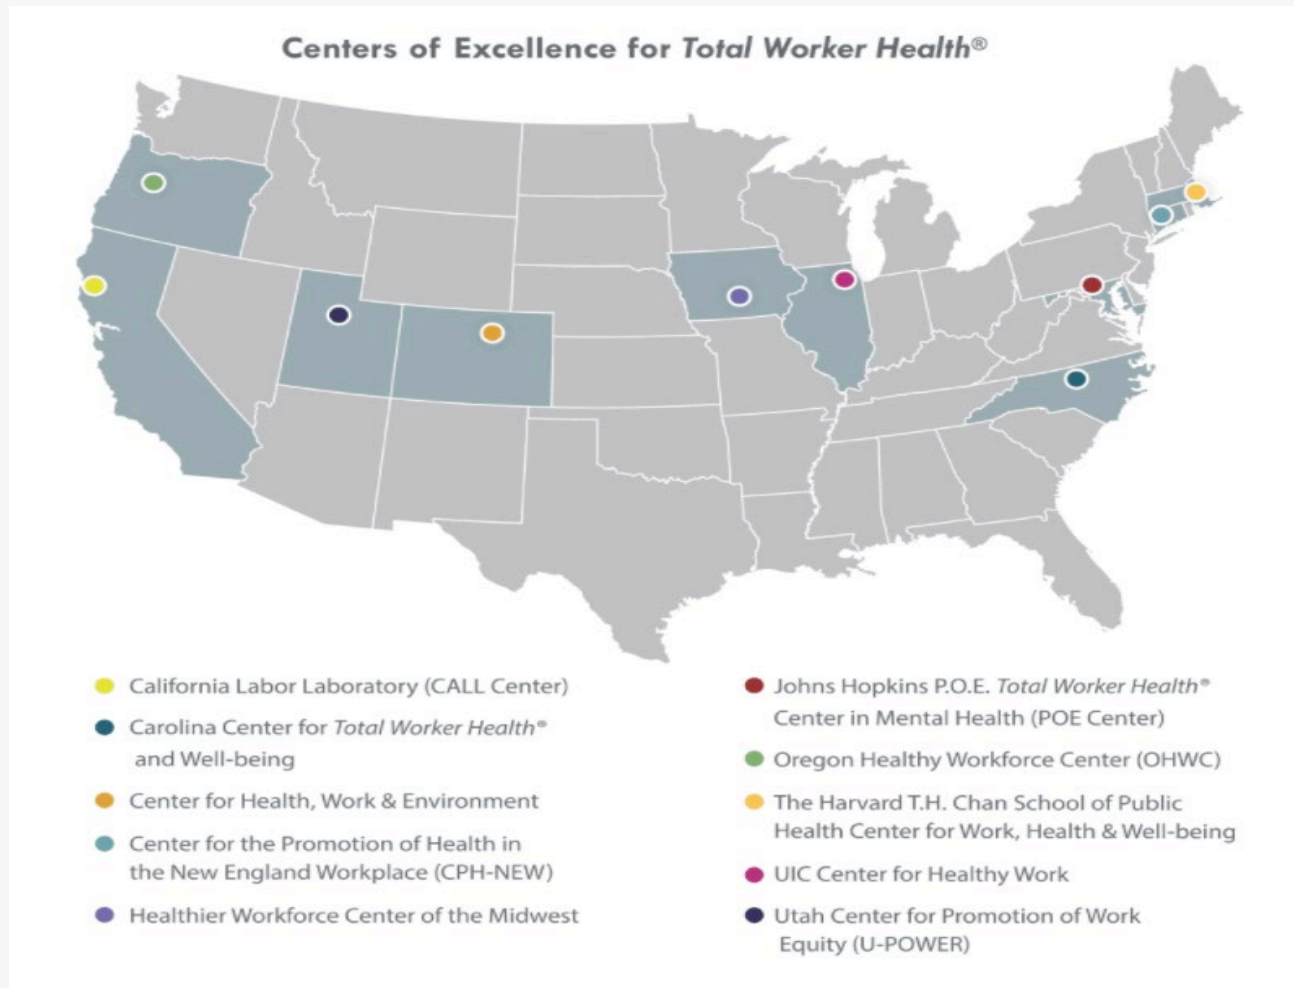 Centers of Excellence for Total Worker Health®
California Labor Laboratory (CALL Center)
Carolina Center for Total Worker Health®
and Well-being
Center for Health, Work & Environment
Center for the Promotion of Health in
the New England Workplace (CPH-NEW)
Healthier Workforce Center of the Midwest
Johns Hopkins P.O.E. Total Worker Health®
Center in Mental Health (POE Center)
Oregon Healthy Workforce Center (OHWC)
The Harvard T.H. Chan School of Public
Health Center for Work, Health & Well-being
UIC Center for Healthy Work
Utah Center for Promotion of Work
Equity (U-POWER)